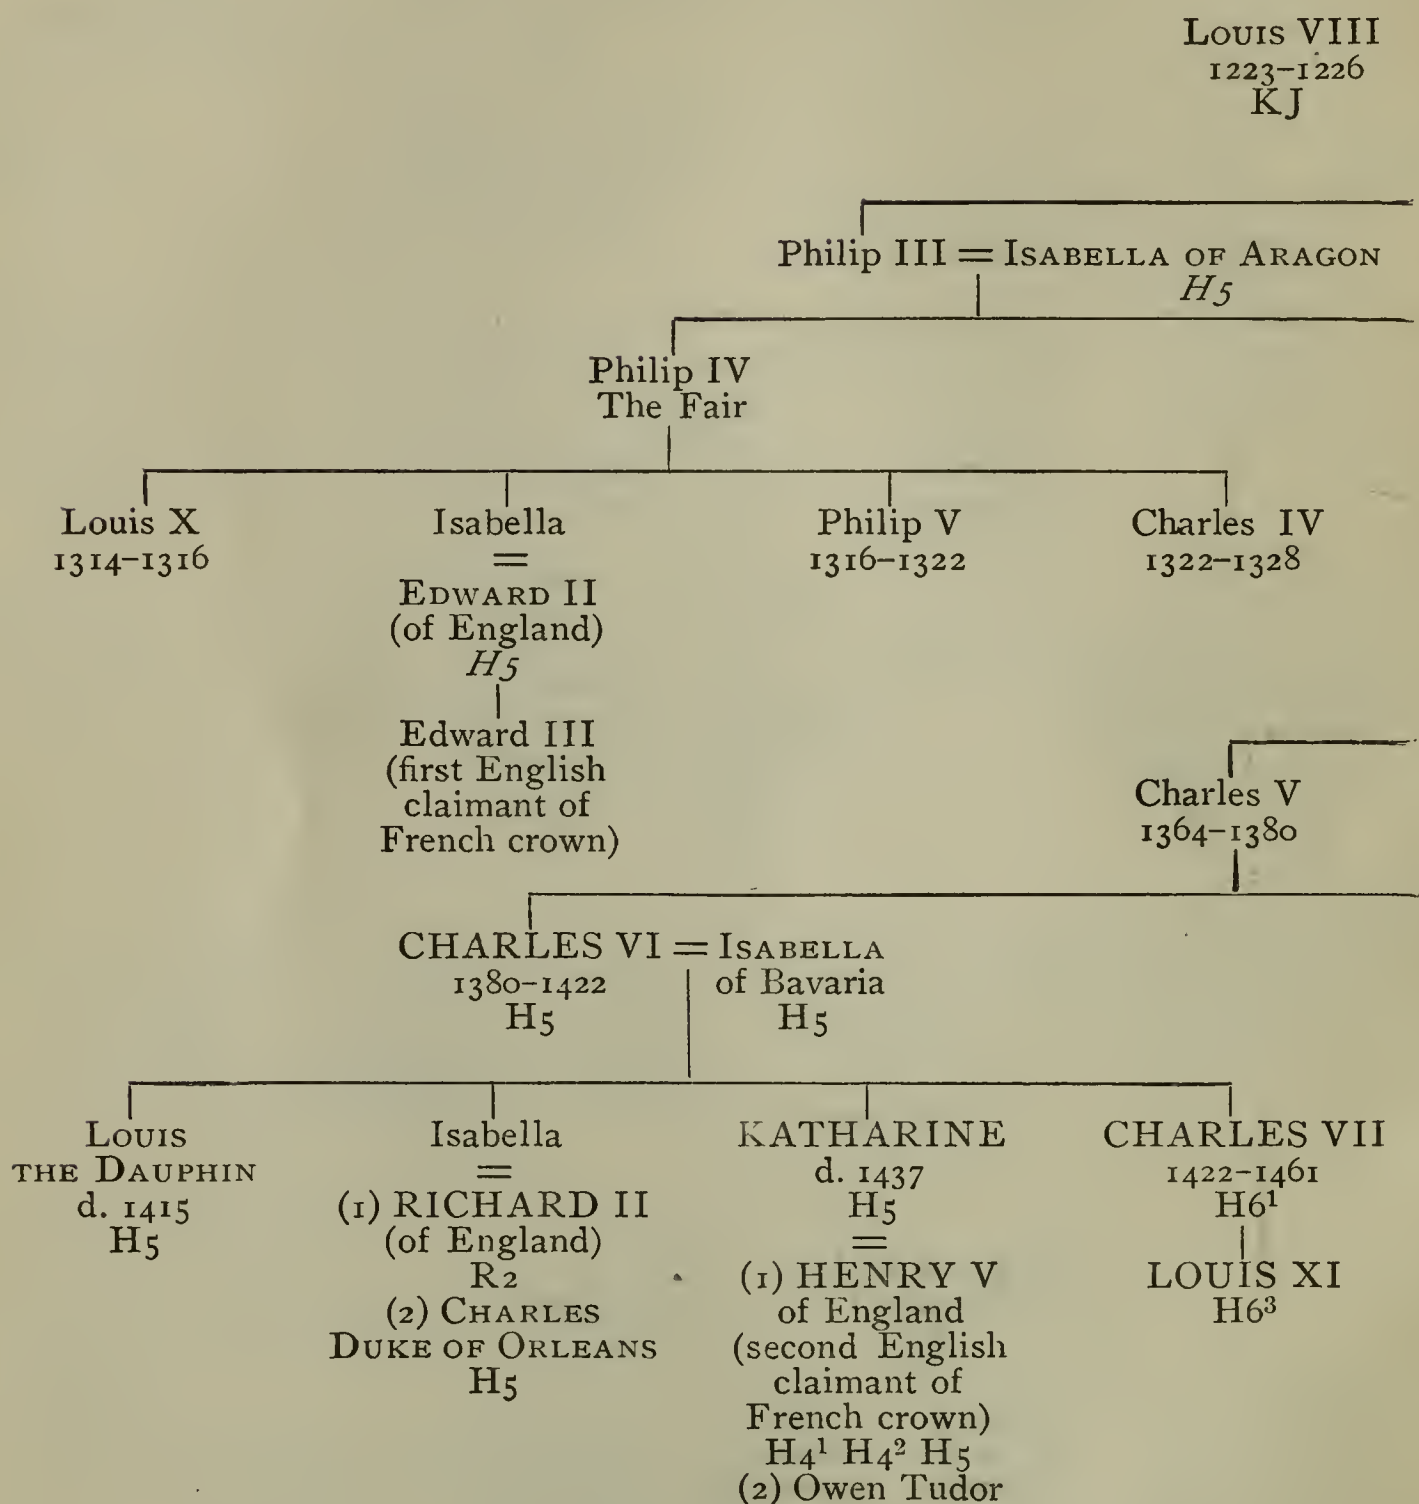 Louis VIII
1223–1226
KJ
Philip III = Isabella of Aragon
H5
Philip IV
The Fair
Louis X
1314–1316
Isabella
=
Edward II
(of England)
H5
Edward III
(first English
claimant of
French crown)
Philip V
1316–1322
Charles IV
1322–1328
Charles V
1364–1380
CHARLES VI = Isabella
1380–1422 of Bavaria
H5 H5
Louis
the Dauphin
d. 1415
H5
Isabella
=
(1) RICHARD II
(of England)
R2
(2) Charles
Duke of Orleans
H5
KATHARINE
d. 1437
H5
=
(1) HENRY V
of England
(second English
claimant of
French crown)
H4¹ H4² H5
(2) Owen Tudor
CHARLES VII
1422–1461
H6¹
LOUIS XI
H6³